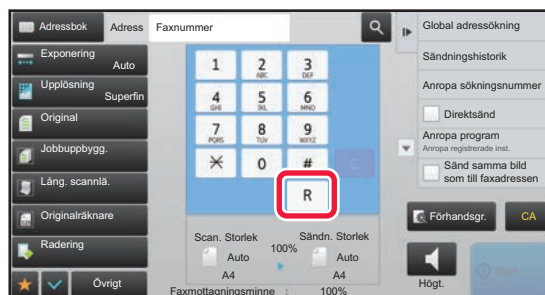 Adressbok
Adress
Faxnummer
Exponering
Auto
Upplösning
Superfin
Original
Jobbuppbygg.
Lång. scannlä.
Originalräknare
Radering
Övrigt
1
2
ABC
3
DEF
4
GHI
5
JKL
6
MNO
7
PQRS
8
TUV
9
WXYZ
0
#
C
R
Scan. Storlek
Sändn. Storlek
100%
Auto
Auto
A4
A4
Faxmottagningsminne : 100%
Global adressökning
Sändningshistorik
Anropa sökningsnummer
Direktsänd
Anropa program
Anropa registrerade inst.
Sänd samma bild
som till faxadressen
Förhandsgr.
CA
Högt.
Start